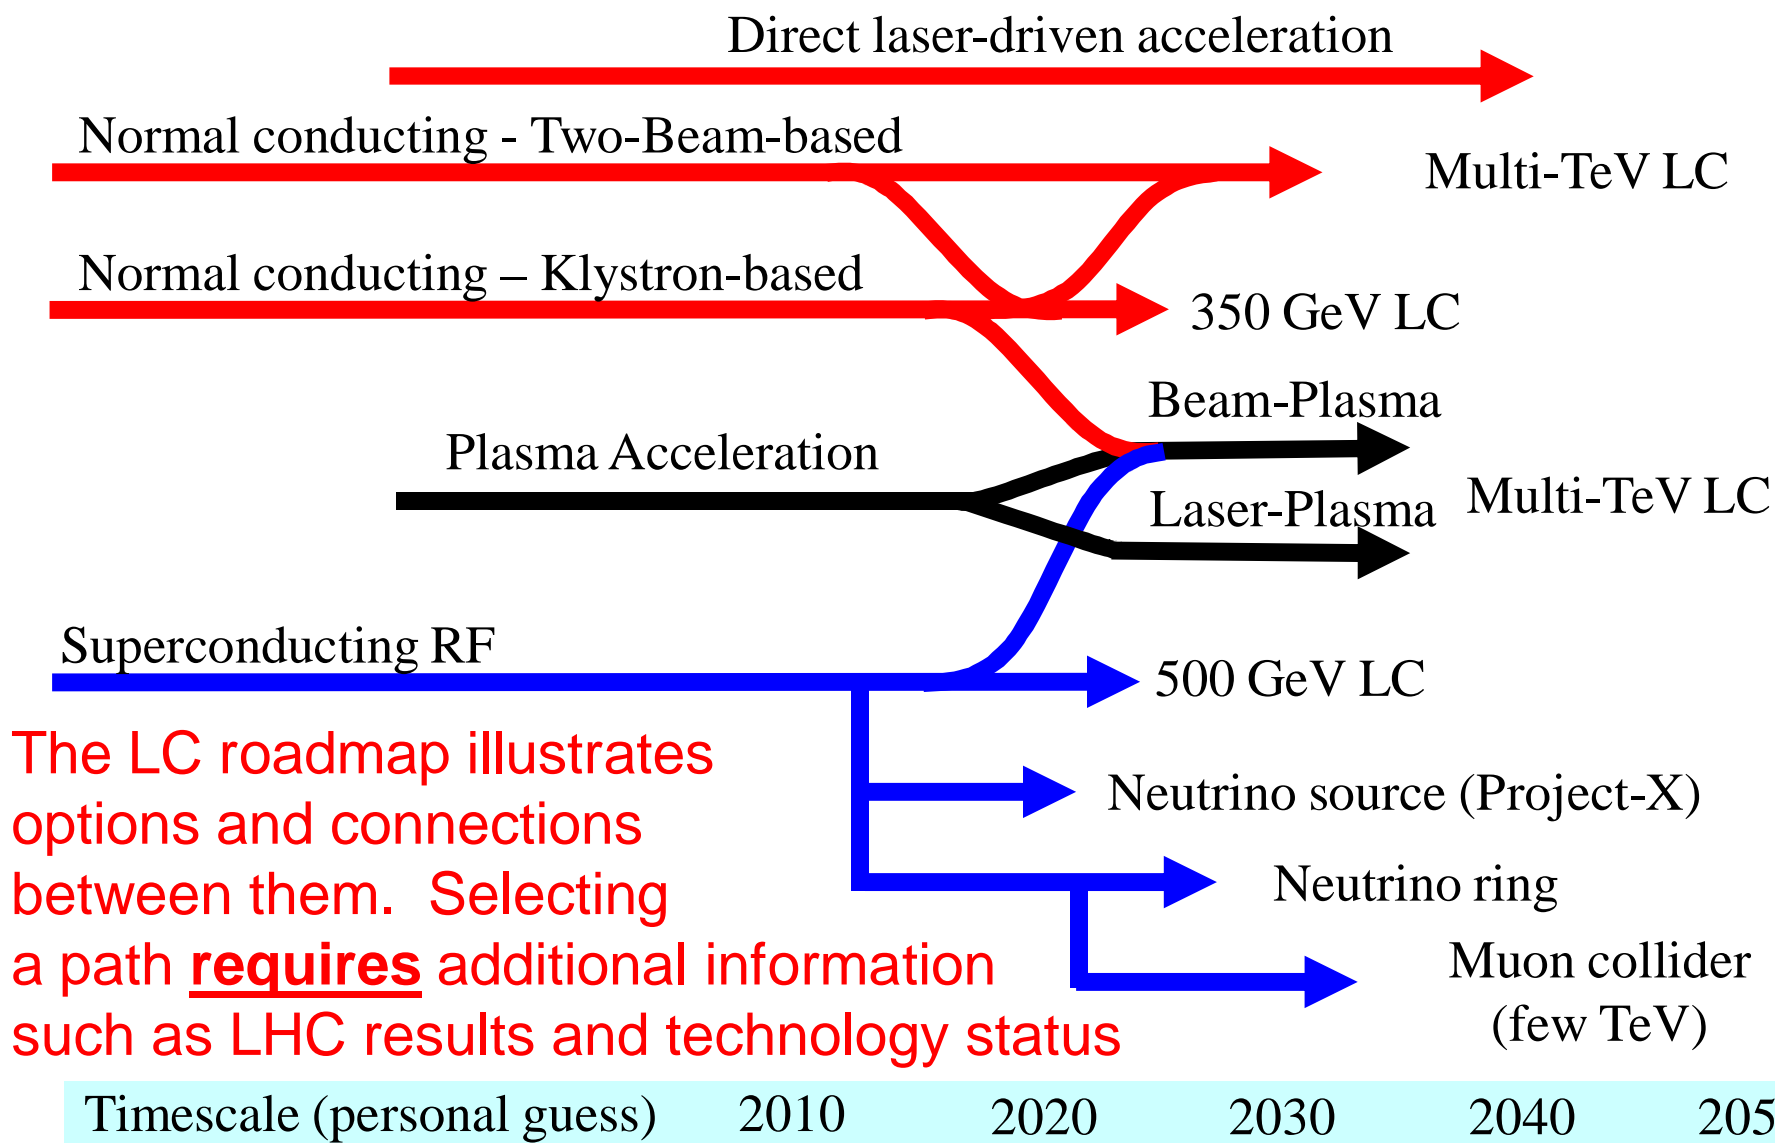 Direct laser-driven acceleration
Normal conducting - Two-Beam-based
Multi-TeV LC
Normal conducting – Klystron-based
350 GeV LC
Beam-Plasma
Plasma Acceleration
Laser-Plasma
Multi-TeV LC
Superconducting RF
500 GeV LC
The LC roadmap illustrates
options and connections
between them.  Selecting
a path requires additional information
such as LHC results and technology status
Neutrino source (Project-X)
Neutrino ring
Muon collider
(few TeV)
Timescale (personal guess) 2010 2020 2030 2040 205